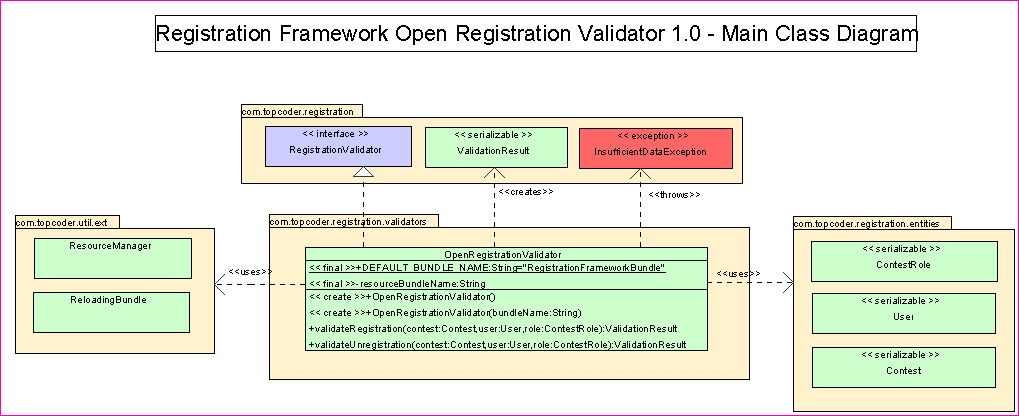 Registration Framework Open Registration Validator 1.0 - Main Class Diagram
com.topcoder.registration
<< interface >>
RegistrationValidator
<< serializable >>
ValidationResult
<< exception >>
InsufficientDataException
<<creates>>
<<throws>>
com.topcoder.util.ext
ResourceManager
ReloadingBundle
<<uses>>
com.topcoder.registration.validators
OpenRegistrationValidator
<< final >>+DEFAULT_BUNDLE_NAME:String="RegistrationFrameworkBundle"
<< final >>-resourceBundleName:String
<< create >>+OpenRegistrationValidator()
<< create >>+OpenRegistrationValidator(bundleName:String)
+validateRegistration(contest:Contest,user:User,role:ContestRole):ValidationResult
+validateUnregistration(contest:Contest,user:User,role:ContestRole):ValidationResult
<<uses>>
com.topcoder.registration.entities
<< serializable >>
ContestRole
<< serializable >>
User
<< serializable >>
Contest